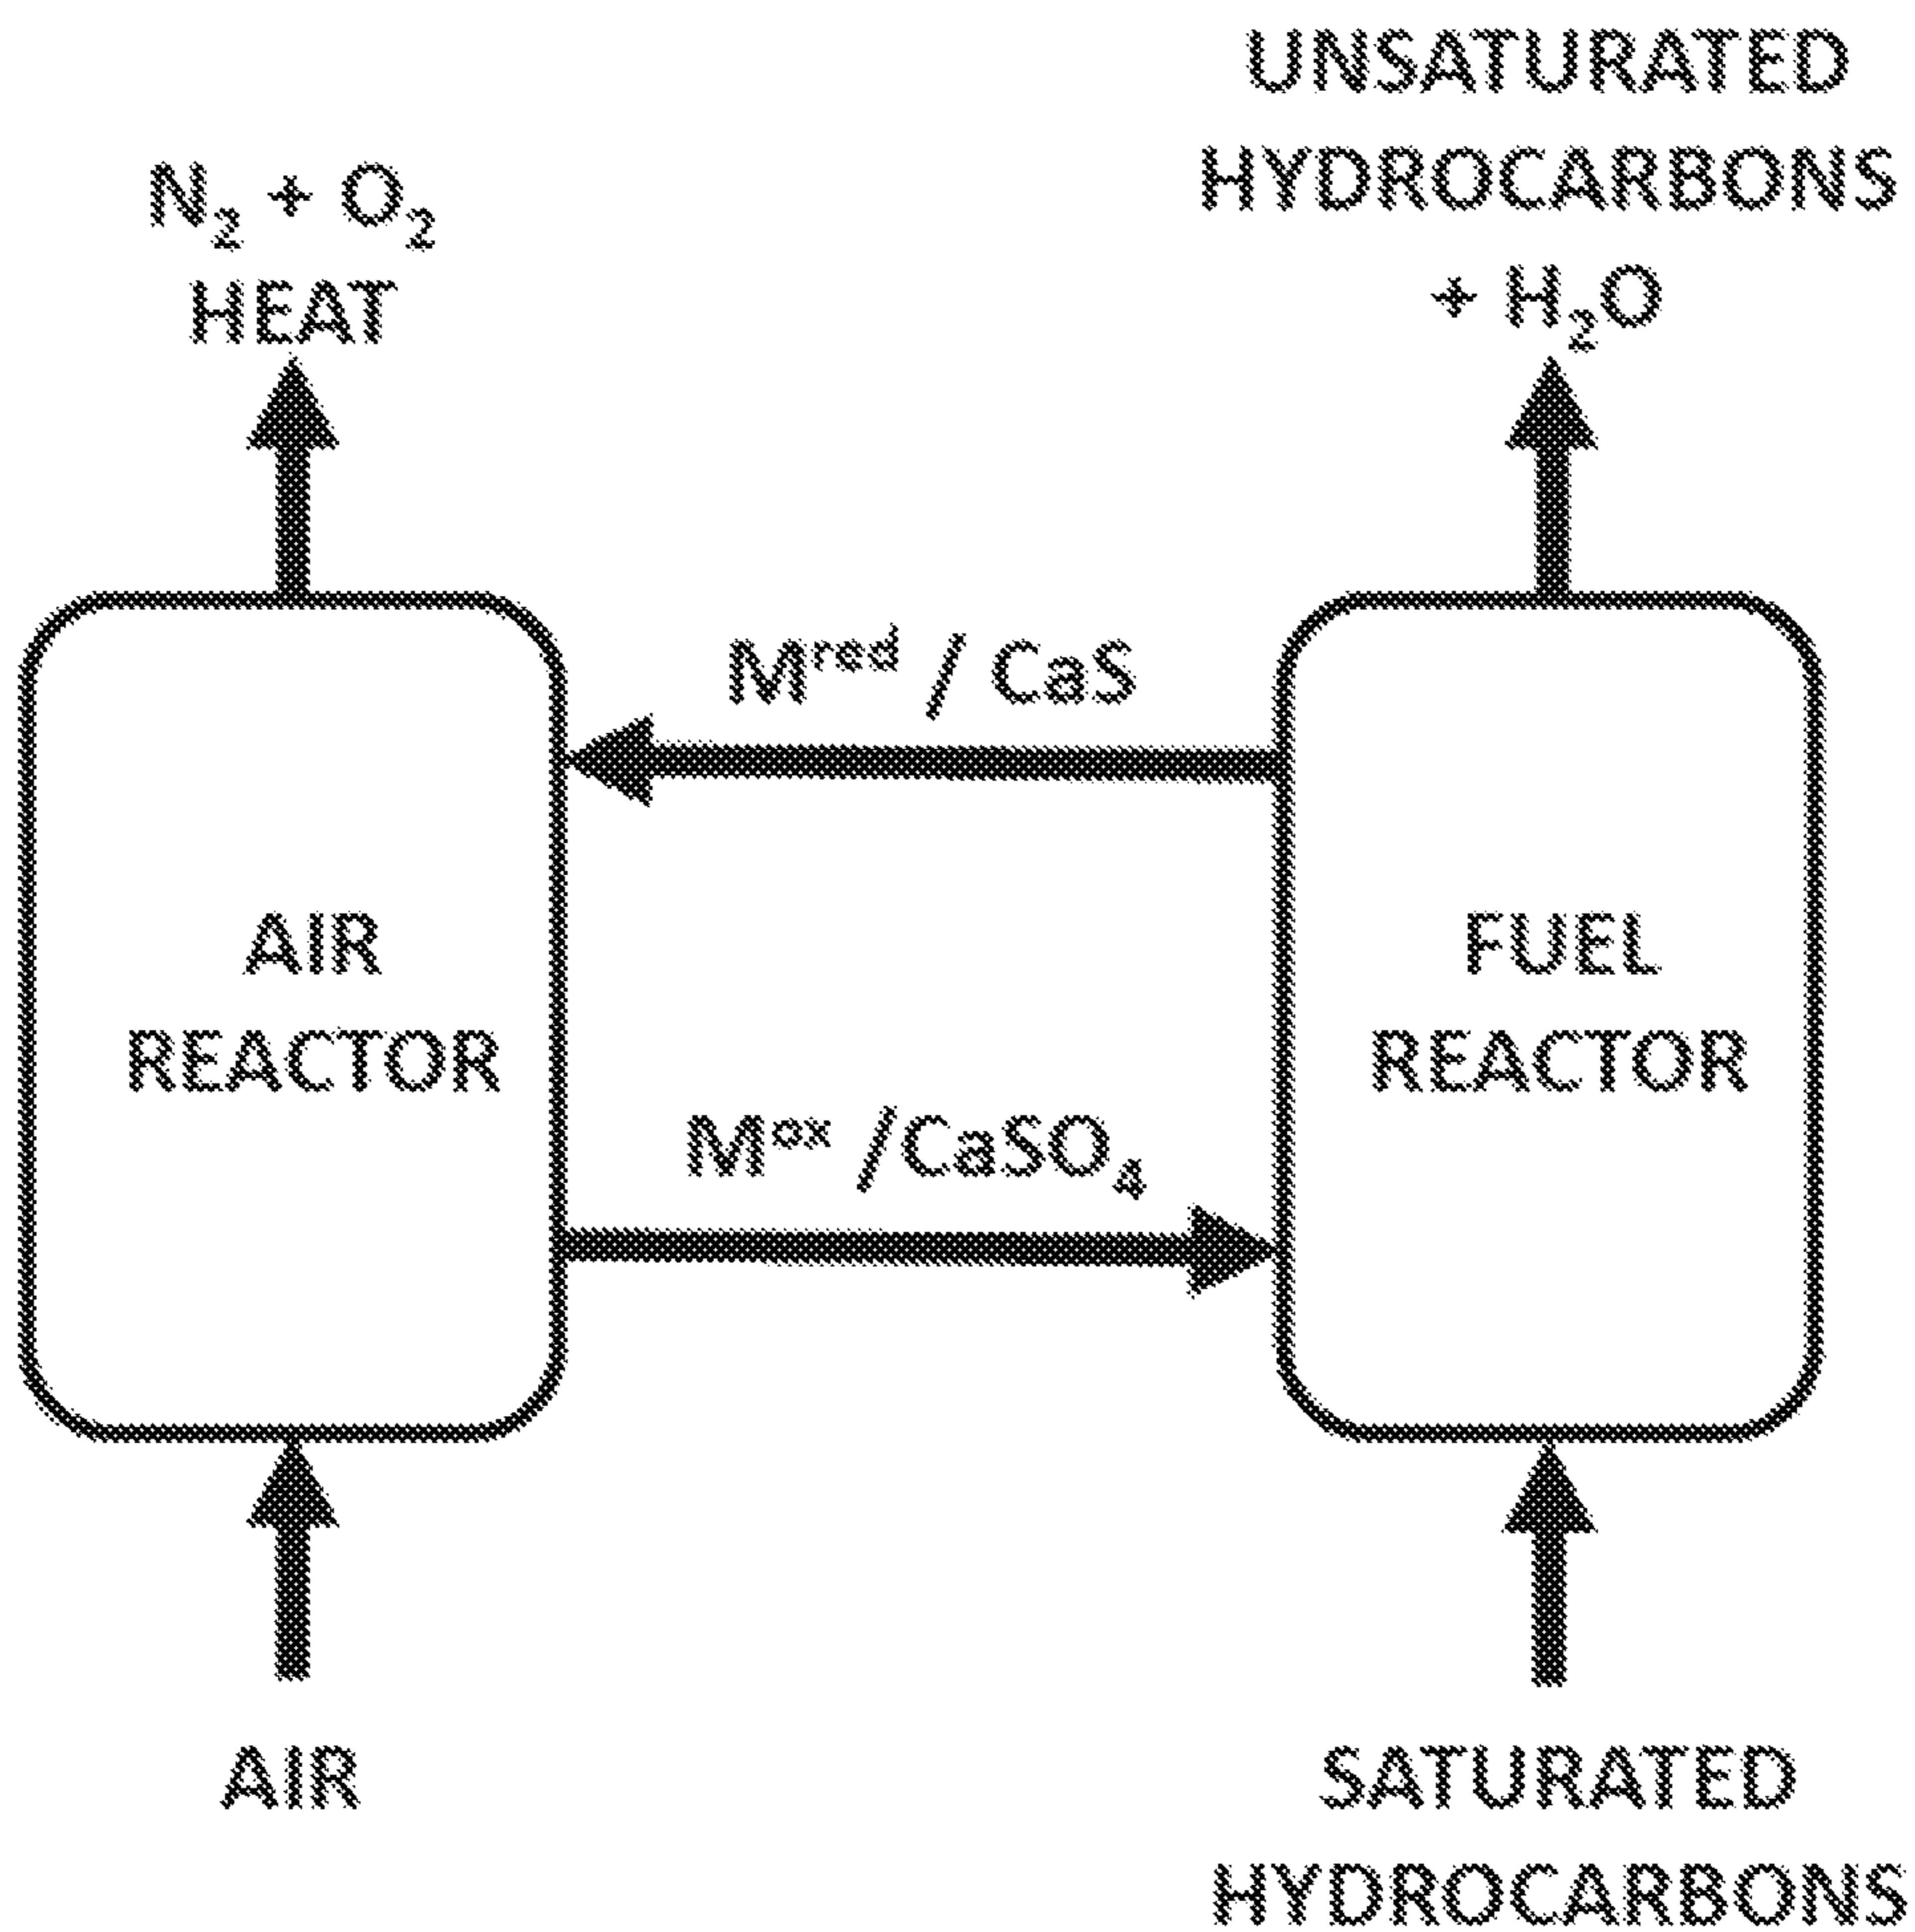 UNSATURATED
HYDROCARBONS
+ H₂O
N₂ + O₂
HEAT
Mʳᵉᵈ / CaS
AIR
REACTOR
FUEL
REACTOR
Mᵒˣ /CaSO₄
AIR
SATURATED
HYDROCARBONS